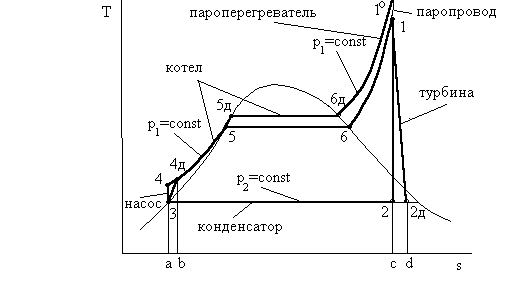 T
пароперегреватель
1°
паропровод
1
p₁=const
котел
турбина
5д
6д
p₁=const
5
6
4
4д
p₂=const
насос
3
2
2д
конденсатор
a
b
c
d
s